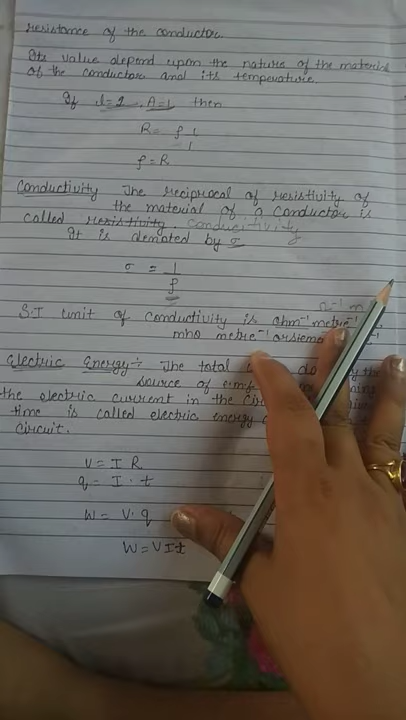 resistance of the conductor.
Its value depend upon the nature of the material
of the conductor and its temperature.
If l=1, A=1 then
R = ρ 1/1
ρ = R
Conductivity The reciprocal of resistivity of
the material of a conductor is
called resistivity. Conductivity
It is denoted by σ
σ = 1/ρ
Ω⁻¹ m
S.I unit of conductivity is ohm⁻¹ metre⁻¹
mho metre⁻¹ or
Electric Energy :- The total
source of emf
the electric current in the
time is called electric energy
circuit.
V = I R
q = I · t
W = V · q
W = VIt